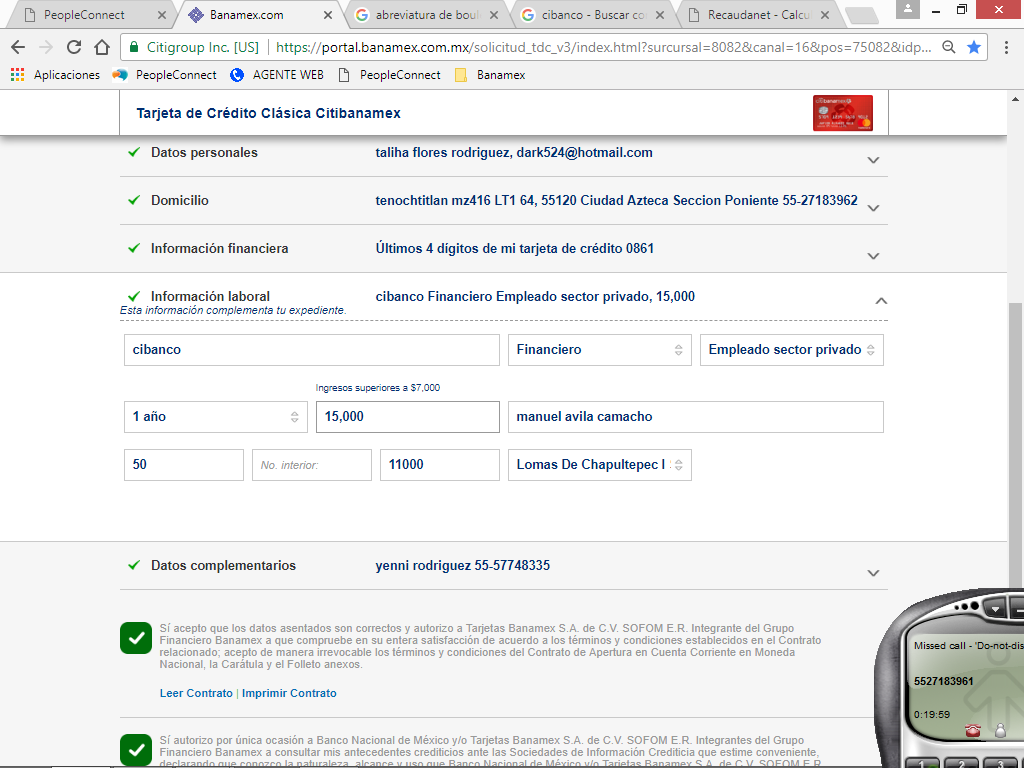 PeopleConnect
Banamex.com
abreviatura de boul
cibanco - Buscar co
Recaudanet - Calcu
Citigroup Inc. [US] https://portal.banamex.com.mx/solicitud_tdc_v3/index.html?surcursal=8082&canal=16&pos=75082&idp...
Aplicaciones PeopleConnect AGENTE WEB PeopleConnect Banamex
Tarjeta de Crédito Clásica Citibanamex
Datos personales taliha flores rodriguez, dark524@hotmail.com
Domicilio tenochtitlan mz416 LT1 64, 55120 Ciudad Azteca Seccion Poniente 55-27183962
Información financiera Últimos 4 dígitos de mi tarjeta de crédito 0861
Información laboral cibanco Financiero Empleado sector privado, 15,000
Esta información complementa tu expediente.
cibanco Financiero Empleado sector privado
Ingresos superiores a $7,000
1 año 15,000 manuel avila camacho
50 No. interior: 11000 Lomas De Chapultepec I
Datos complementarios yenni rodriguez 55-57748335
Sí acepto que los datos asentados son correctos y autorizo a Tarjetas Banamex S.A. de C.V. SOFOM E.R. Integrante del Grupo
Financiero Banamex a que compruebe en su entera satisfacción de acuerdo a los términos y condiciones establecidos en el Contrato
relacionado; acepto de manera irrevocable los términos y condiciones del Contrato de Apertura en Cuenta Corriente en Moneda
Nacional, la Carátula y el Folleto anexos.
Leer Contrato | Imprimir Contrato
Sí autorizo por única ocasión a Banco Nacional de México y/o Tarjetas Banamex S.A. de C.V. SOFOM E.R. Integrantes del Grupo
Financiero Banamex a consultar mis antecedentes crediticios ante las Sociedades de Información Crediticia que estime conveniente,
declarando que conozco la naturaleza, alcance y uso que Banco Nacional de México y/o Tarjetas Banamex S.A. de C.V. SOFOM E.R.
Missed call - 'Do-not-dis
5527183961
0:19:59
1 2 3